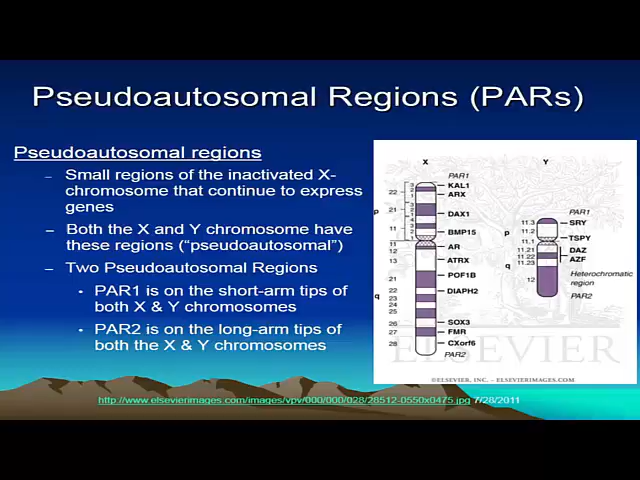 Pseudoautosomal Regions (PARs)
Pseudoautosomal regions
– Small regions of the inactivated X-
chromosome that continue to express
genes
– Both the X and Y chromosome have
these regions ("pseudoautosomal")
– Two Pseudoautosomal Regions
• PAR1 is on the short-arm tips of
both X & Y chromosomes
• PAR2 is on the long-arm tips of
both the X & Y chromosomes
X
PAR1
KAL1
ARX
DAX1
BMP15
AR
ATRX
POF1B
DIAPH2
SOX3
FMR
CXorf6
PAR2
p
q
22
21
11
11
12
13
21
22
23
24
25
26
27
28
Y
PAR1
SRY
TSPY
DAZ
AZF
Heterochromatic
region
PAR2
p
q
11.3
11.2
11.1
11.21
11.22
11.23
12
ELSEVIER
© ELSEVIER, INC. – ELSEVIERIMAGES.COM
http://www.elsevierimages.com/images/vpv/000/000/028/28512-0550x0475.jpg 7/28/2011